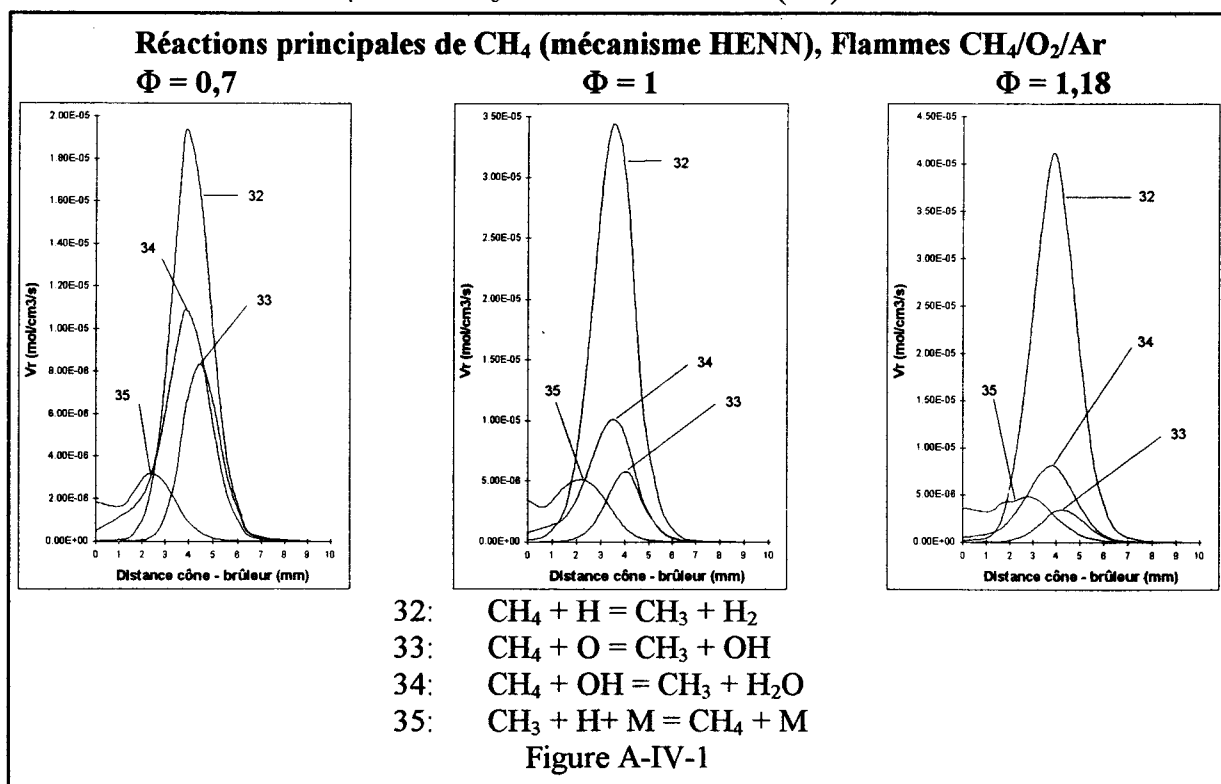 Réactions principales de CH₄ (mécanisme HENN), Flammes CH₄/O₂/Ar
Φ = 0,7
Φ = 1
Φ = 1,18
Vr (mol/cm3/s)
2.00E-05
1.80E-05
1.60E-05
1.40E-05
1.20E-05
1.00E-05
8.00E-06
6.00E-06
4.00E-06
2.00E-06
0.00E+00
32
34
33
35
0 1 2 3 4 5 6 7 8 9 10
Distance cône - brûleur (mm)
Vr (mol/cm3/s)
3.50E-05
3.00E-05
2.50E-05
2.00E-05
1.50E-05
1.00E-05
5.00E-06
0.00E+00
32
34
35
33
0 1 2 3 4 5 6 7 8 9 10
Distance cône - brûleur (mm)
Vr (mol/cm3/s)
4.50E-05
4.00E-05
3.50E-05
3.00E-05
2.50E-05
2.00E-05
1.50E-05
1.00E-05
5.00E-06
0.00E+00
32
34
35
33
0 1 2 3 4 5 6 7 8 9 10
Distance cône - brûleur (mm)
32: CH₄ + H = CH₃ + H₂
33: CH₄ + O = CH₃ + OH
34: CH₄ + OH = CH₃ + H₂O
35: CH₃ + H+ M = CH₄ + M
Figure A-IV-1